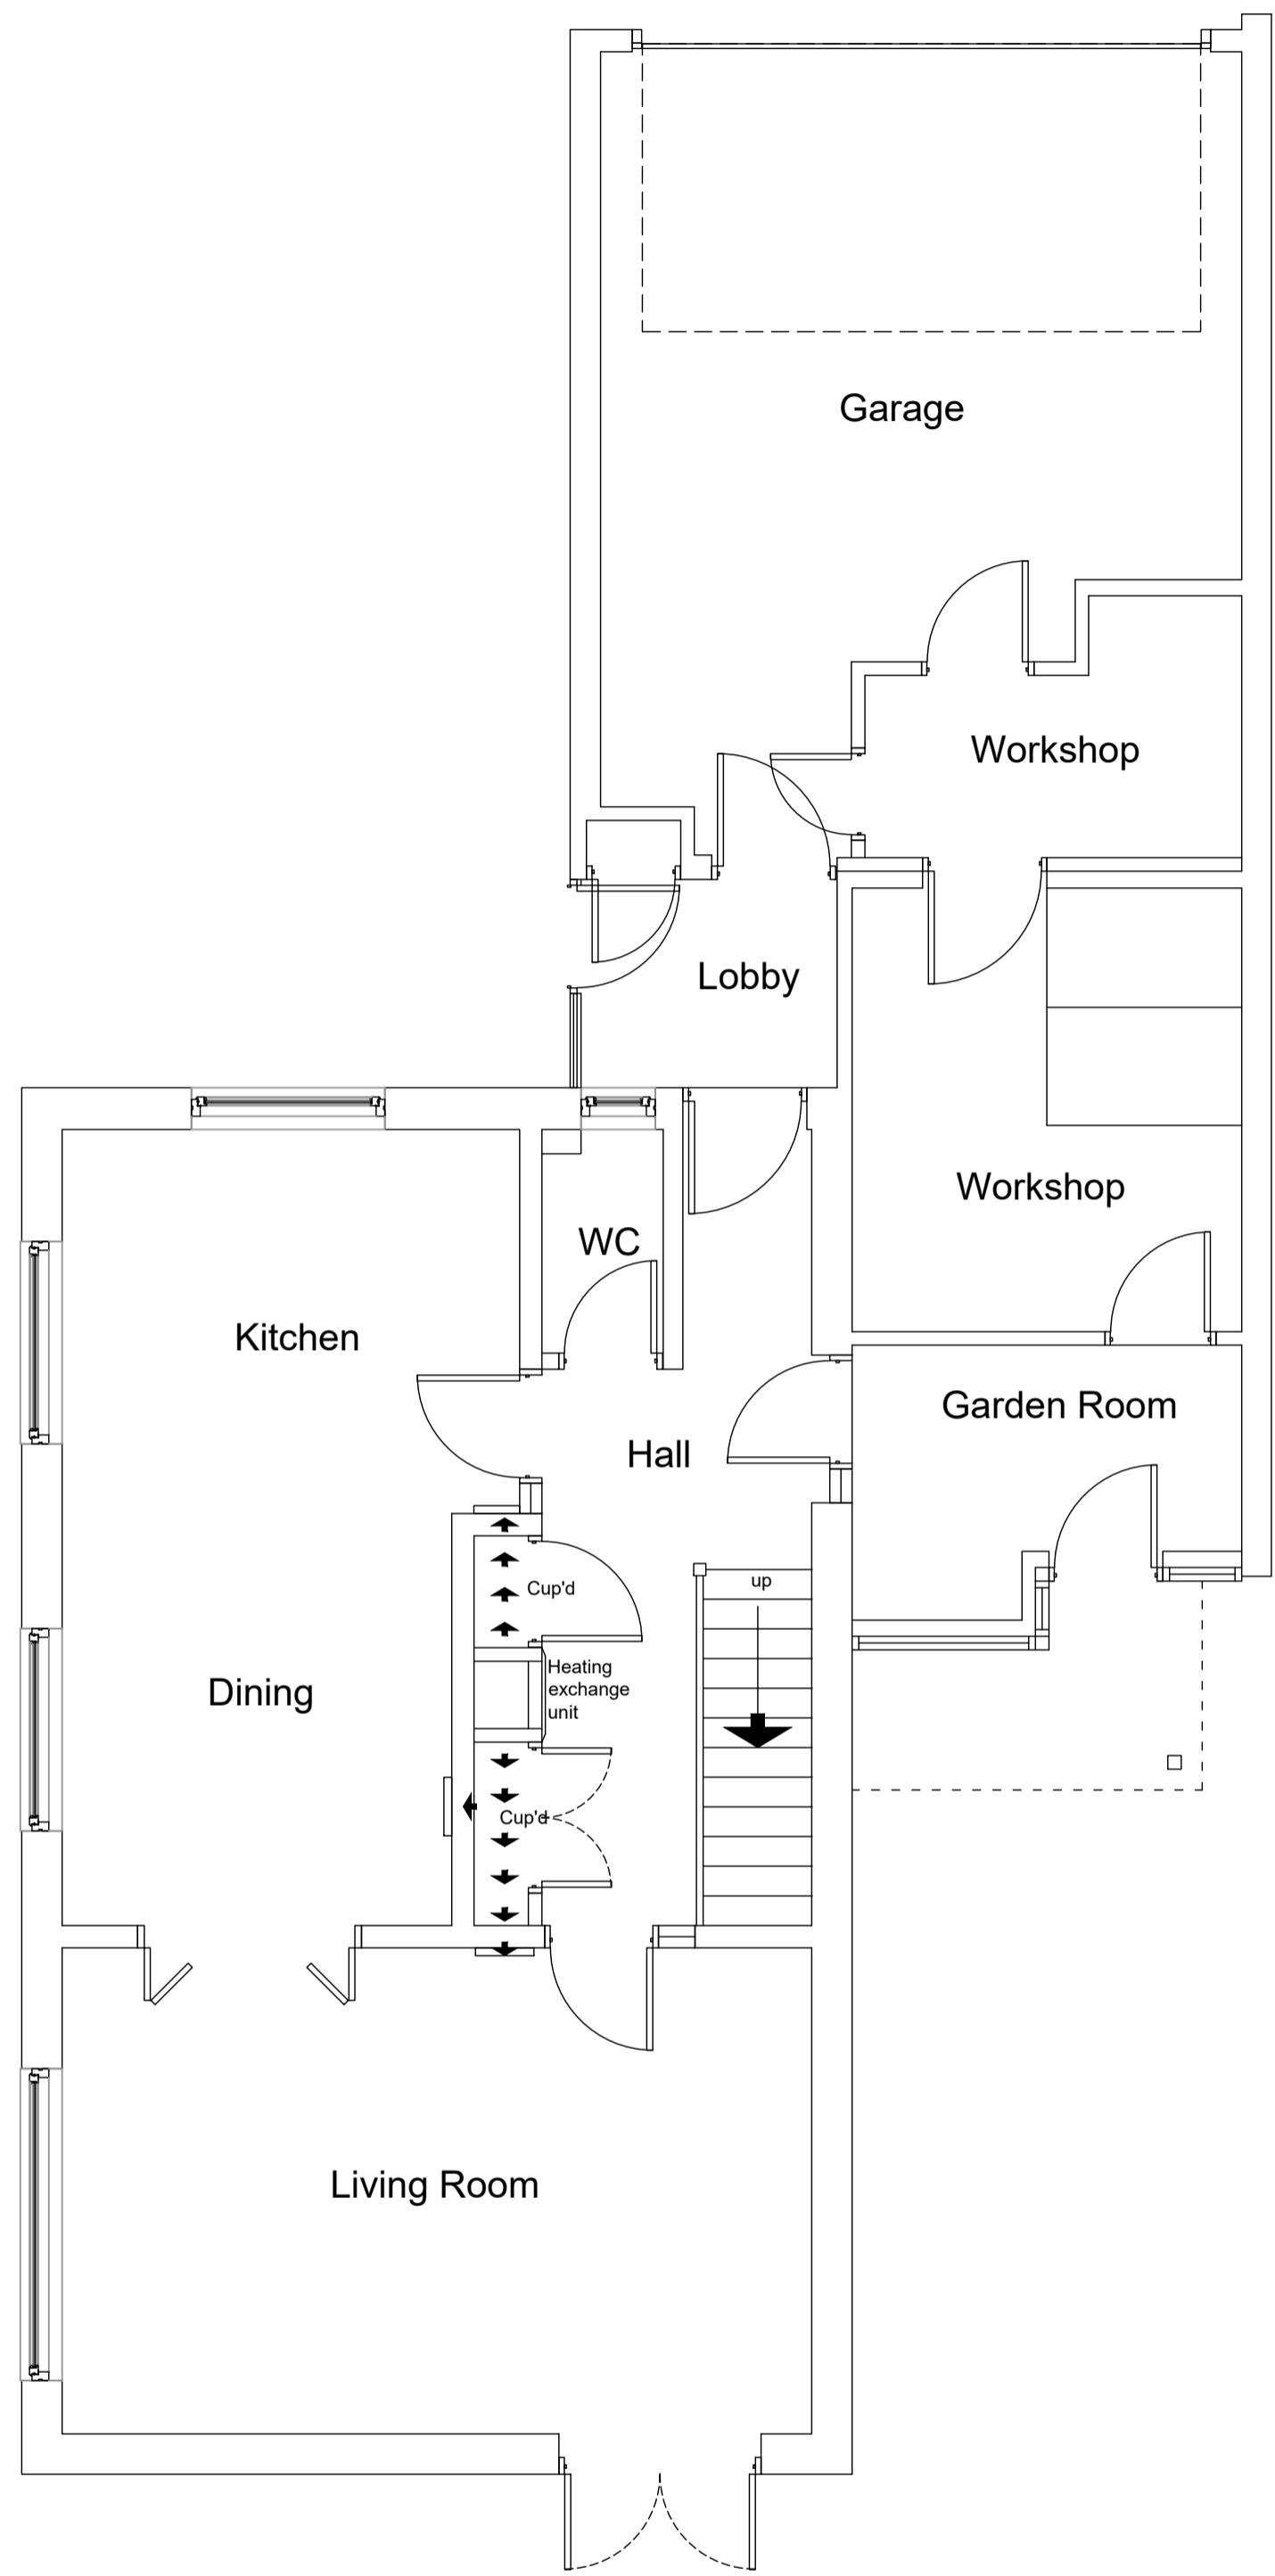 Garage
Workshop
Lobby
Workshop
WC
Kitchen
Garden Room
Hall
up
Cup'd
Heating
exchange
unit
Dining
Cup'd
Living Room